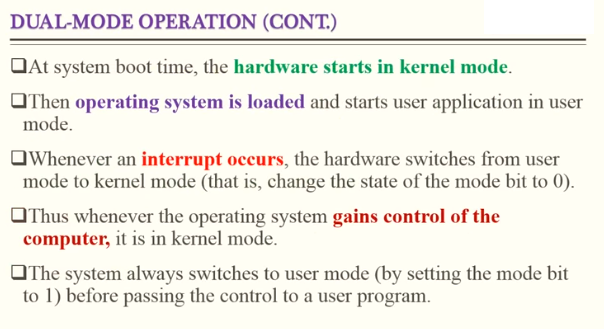 DUAL-MODE OPERATION (CONT.)
❑At system boot time, the hardware starts in kernel mode.
❑Then operating system is loaded and starts user application in user
mode.
❑Whenever an interrupt occurs, the hardware switches from user
mode to kernel mode (that is, change the state of the mode bit to 0).
❑Thus whenever the operating system gains control of the
computer, it is in kernel mode.
❑The system always switches to user mode (by setting the mode bit
to 1) before passing the control to a user program.